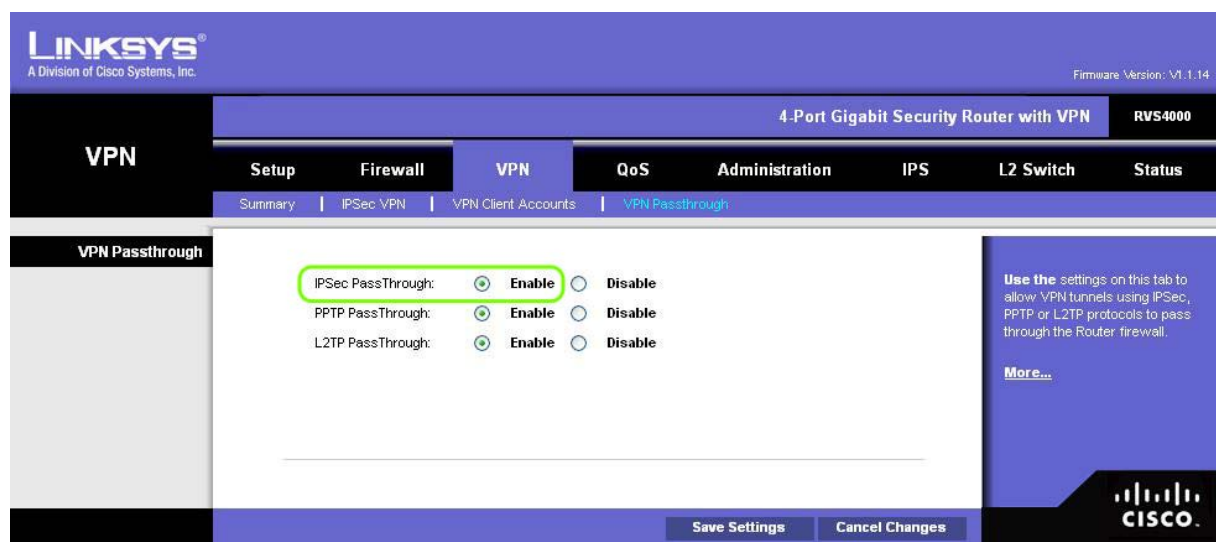 LINKSYS®
A Division of Cisco Systems, Inc.
Firmware Version: V1.1.14
4-Port Gigabit Security Router with VPN RVS4000
VPN
Setup Firewall VPN QoS Administration IPS L2 Switch Status
Summary | IPSec VPN | VPN Client Accounts | VPN Passthrough
VPN Passthrough
IPSec PassThrough: Enable Disable
PPTP PassThrough: Enable Disable
L2TP PassThrough: Enable Disable
Use the settings on this tab to
allow VPN tunnels using IPSec,
PPTP or L2TP protocols to pass
through the Router firewall.
More...
Save Settings Cancel Changes
CISCO.